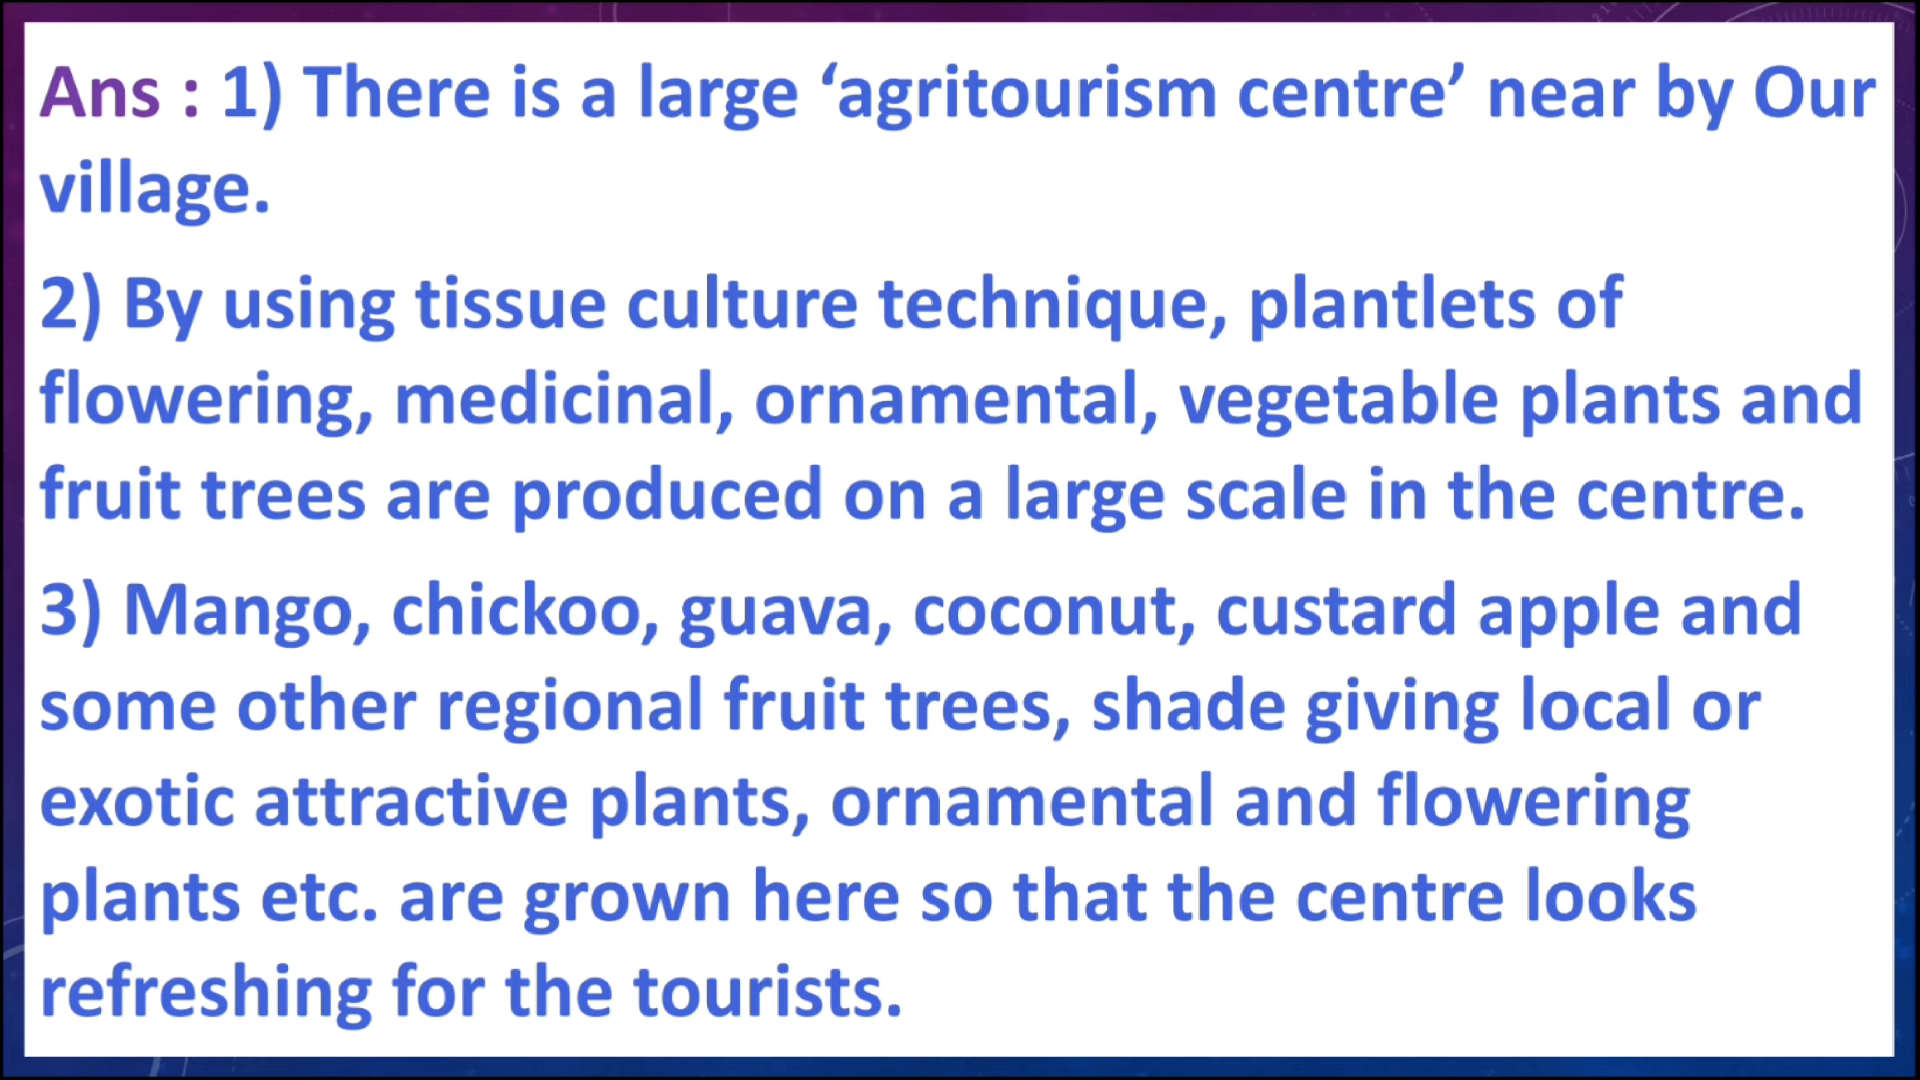 Ans : 1) There is a large ‘agritourism centre’ near by Our
village.
2) By using tissue culture technique, plantlets of
flowering, medicinal, ornamental, vegetable plants and
fruit trees are produced on a large scale in the centre.
3) Mango, chickoo, guava, coconut, custard apple and
some other regional fruit trees, shade giving local or
exotic attractive plants, ornamental and flowering
plants etc. are grown here so that the centre looks
refreshing for the tourists.